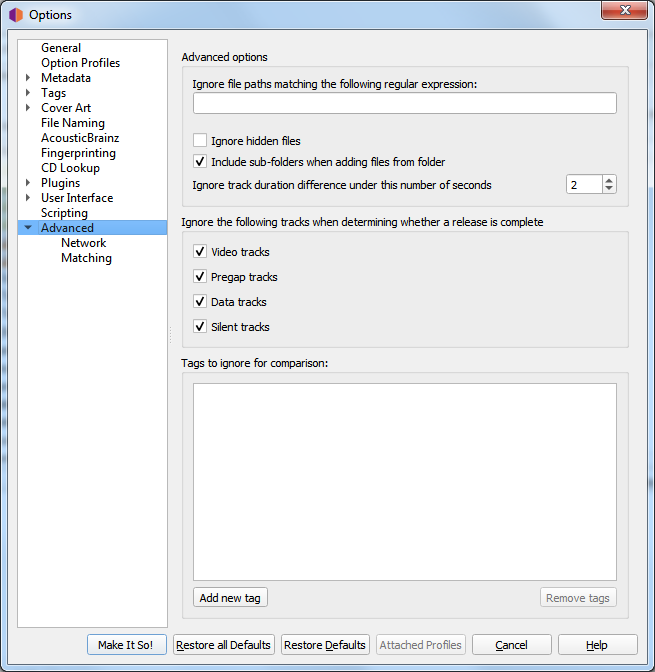 Options
General
Option Profiles
Metadata
Tags
Cover Art
File Naming
AcousticBrainz
Fingerprinting
CD Lookup
Plugins
User Interface
Scripting
Advanced
Network
Matching
Advanced options
Ignore file paths matching the following regular expression:
Ignore hidden files
Include sub-folders when adding files from folder
Ignore track duration difference under this number of seconds 2
Ignore the following tracks when determining whether a release is complete
Video tracks
Pregap tracks
Data tracks
Silent tracks
Tags to ignore for comparison:
Add new tag Remove tags
Make It So! Restore all Defaults Restore Defaults Attached Profiles Cancel Help